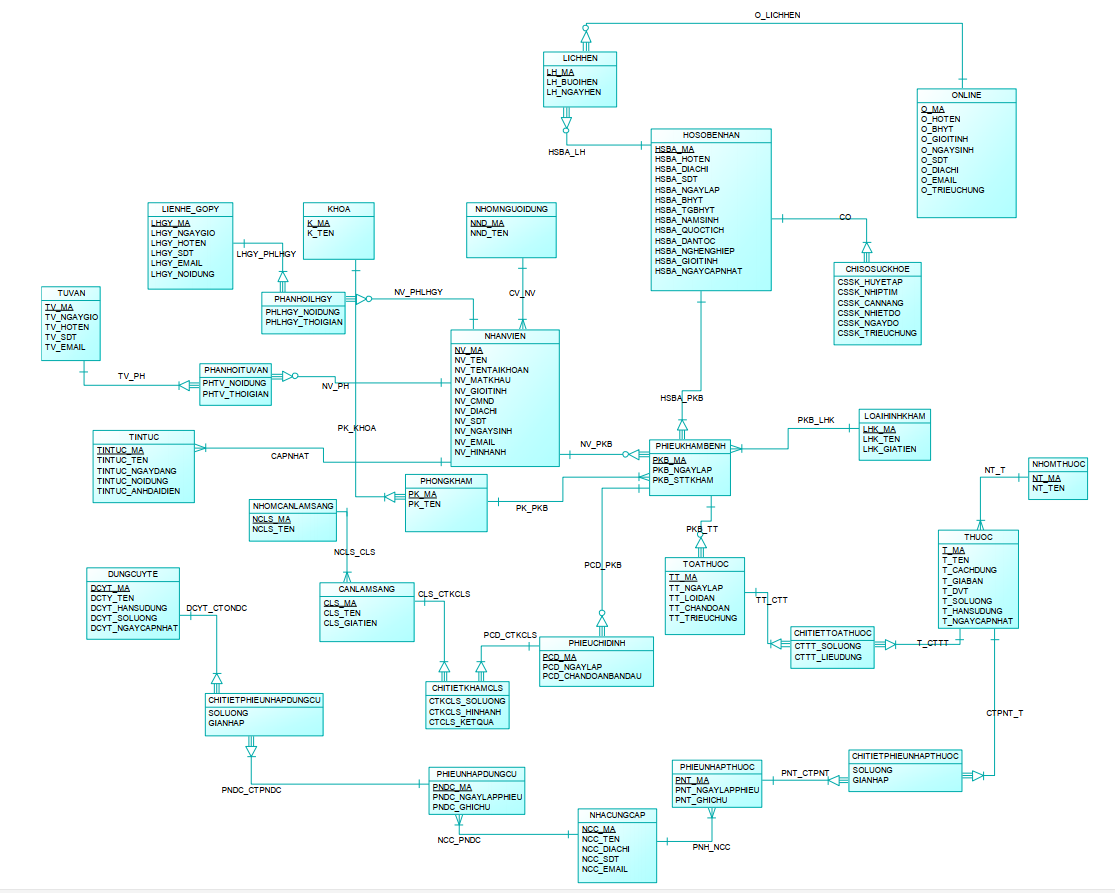 O_LICHHEN
LICHHEN
LH_MA
LH_BUOIHEN
LH_NGAYHEN
HSBA_LH
ONLINE
O_MA
O_HOTEN
O_BHYT
O_GIOITINH
O_NGAYSINH
O_SDT
O_DIACHI
O_EMAIL
O_TRIEUCHUNG
HOSOBENHAN
HSBA_MA
HSBA_HOTEN
HSBA_DIACHI
HSBA_SDT
HSBA_NGAYLAP
HSBA_BHYT
HSBA_TGBHYT
HSBA_NAMSINH
HSBA_QUOCTICH
HSBA_DANTOC
HSBA_NGHENGHIEP
HSBA_GIOITINH
HSBA_NGAYCAPNHAT
CO
CHISOSUCKHOE
CSSK_HUYETAP
CSSK_NHIPTIM
CSSK_CANNANG
CSSK_NHIETDO
CSSK_NGAYDO
CSSK_TRIEUCHUNG
LIENHE_GOPY
LHGY_MA
LHGY_NGAYGIO
LHGY_HOTEN
LHGY_SDT
LHGY_EMAIL
LHGY_NOIDUNG
LHGY_PHLHGY
KHOA
K_MA
K_TEN
NHOMNGUOIDUNG
NND_MA
NND_TEN
CV_NV
TUVAN
TV_MA
TV_NGAYGIO
TV_HOTEN
TV_SDT
TV_EMAIL
PHANHOILHGY
PHLHGY_NOIDUNG
PHLHGY_THOIGIAN
NV_PHLHGY
NHANVIEN
NV_MA
NV_TEN
NV_TENTAIKHOAN
NV_MATKHAU
NV_GIOITINH
NV_CMND
NV_DIACHI
NV_SDT
NV_NGAYSINH
NV_EMAIL
NV_HINHANH
PHANHOITUVAN
PHTV_NOIDUNG
PHTV_THOIGIAN
TV_PH
NV_PH
PK_KHOA
HSBA_PKB
TINTUC
TINTUC_MA
TINTUC_TEN
TINTUC_NGAYDANG
TINTUC_NOIDUNG
TINTUC_ANHDAIDIEN
CAPNHAT
NV_PKB
PHIEUKHAMBENH
PKB_MA
PKB_NGAYLAP
PKB_STTKHAM
PKB_LHK
LOAIHINHKHAM
LHK_MA
LHK_TEN
LHK_GIATIEN
PHONGKHAM
PK_MA
PK_TEN
PK_PKB
NT_T
NHOMTHUOC
NT_MA
NT_TEN
NHOMCANLAMSANG
NCLS_MA
NCLS_TEN
NCLS_CLS
PKB_TT
THUOC
T_MA
T_TEN
T_CACHDUNG
T_GIABAN
T_DVT
T_SOLUONG
T_HANSUDUNG
T_NGAYCAPNHAT
DUNGCUYTE
DCYT_MA
DCTY_TEN
DCYT_HANSUDUNG
DCYT_SOLUONG
DCYT_NGAYCAPNHAT
DCYT_CTONDC
CANLAMSANG
CLS_MA
CLS_TEN
CLS_GIATIEN
CLS_CTKCLS
PCD_PKB
TOATHUOC
TT_MA
TT_NGAYLAP
TT_LOIDAN
TT_CHANDOAN
TT_TRIEUCHUNG
TT_CTT
CHITIETTOATHUOC
CTTT_SOLUONG
CTTT_LIEUDUNG
T_CTTT
PCD_CTKCLS
PHIEUCHIDINH
PCD_MA
PCD_NGAYLAP
PCD_CHANDOANBANDAU
CHITIETKHAMCLS
CTKCLS_SOLUONG
CTKCLS_HINHANH
CTCLS_KETQUA
CHITIETPHIEUNHAPDUNGCU
SOLUONG
GIANHAP
PNDC_CTPNDC
CTPNT_T
PHIEUNHAPDUNGCU
PNDC_MA
PNDC_NGAYLAPPHIEU
PNDC_GHICHU
NCC_PNDC
PHIEUNHAPTHUOC
PNT_MA
PNT_NGAYLAPPHIEU
PNT_GHICHU
PNT_CTPNT
CHITIETPHIEUNHAPTHUOC
SOLUONG
GIANHAP
NHACUNGCAP
NCC_MA
NCC_TEN
NCC_DIACHI
NCC_SDT
NCC_EMAIL
PNH_NCC